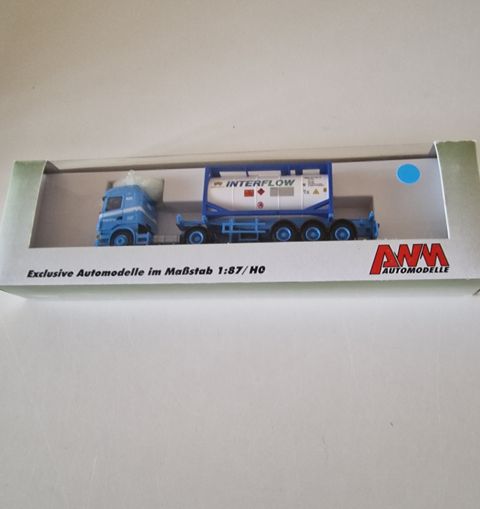 INTERFLOW
Exclusive Automodelle im Maßstab 1:87/H0
AWM
AUTOMODELLE